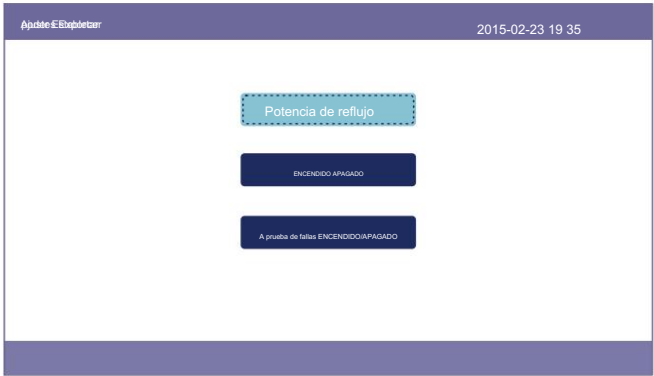 2015-02-23 19 35
Potencia de reflujo
ENCENDIDO APAGADO
A prueba de fallas ENCENDIDO/APAGADO